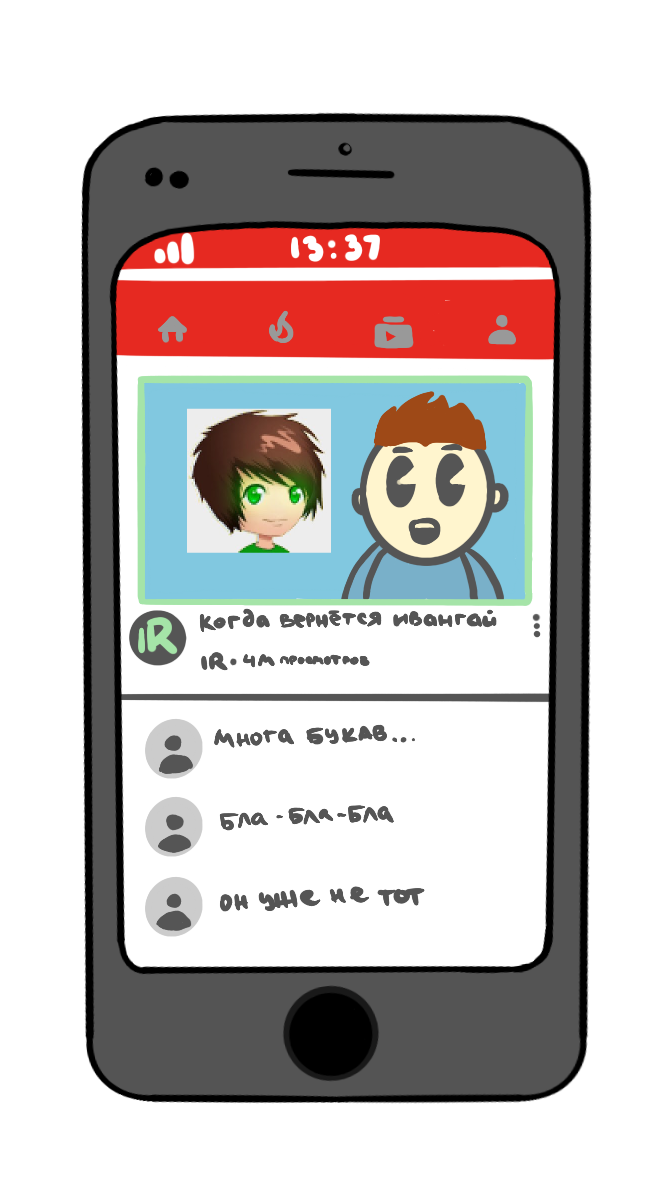 13:37
IR
Когда вернётся ивангай
IR • 4м просмотров
многа букав...
бла - бла-бла
он уже не тот